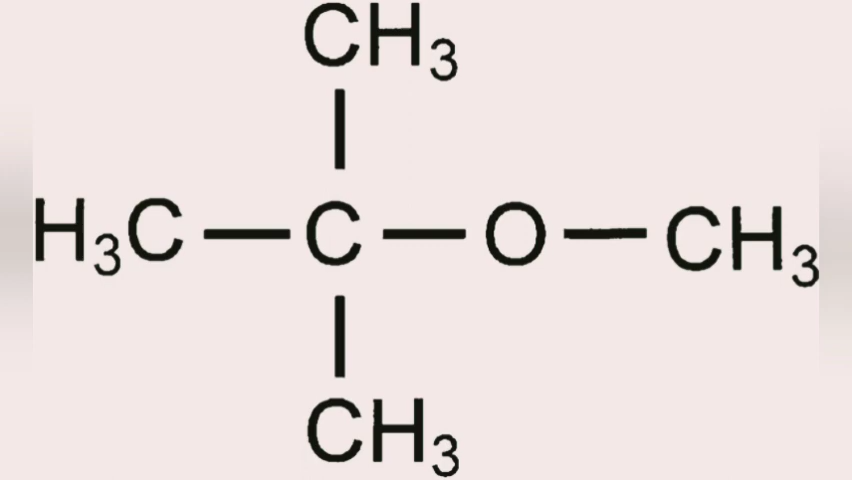 CH₃
H₃C — C — O — CH₃
CH₃